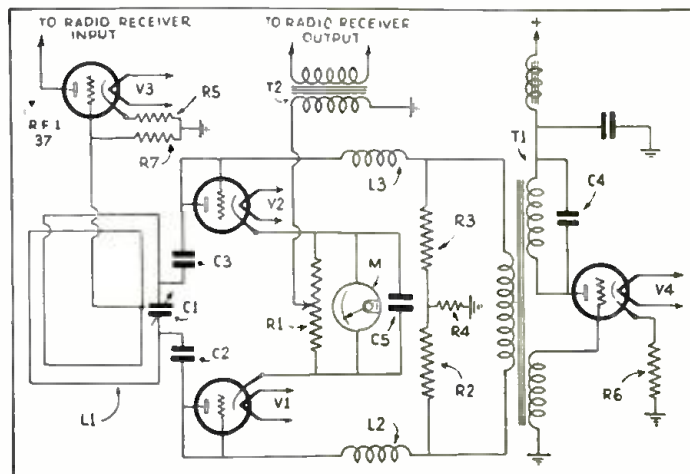 TO RADIO RECEIVER
INPUT
TO RADIO RECEIVER
OUTPUT
+
V3
R5
T2
RF1
37
R7
T1
L3
C4
V2
R3
C3
M
V4
C1
R1
C5
R4
C2
R2
R6
L1
V1
L2